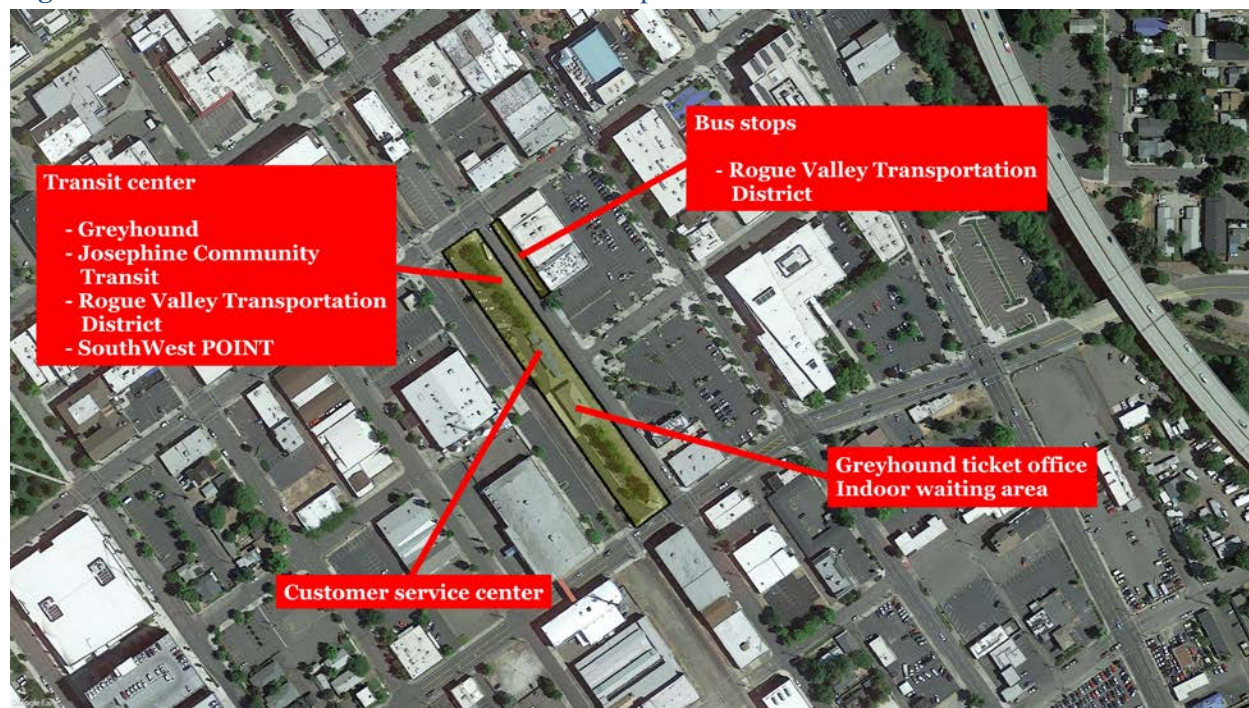 Transit center
- Greyhound
- Josephine Community
Transit
- Rogue Valley Transportation
District
- SouthWest POINT
Bus stops
- Rogue Valley Transportation
District
Greyhound ticket office
Indoor waiting area
Customer service center